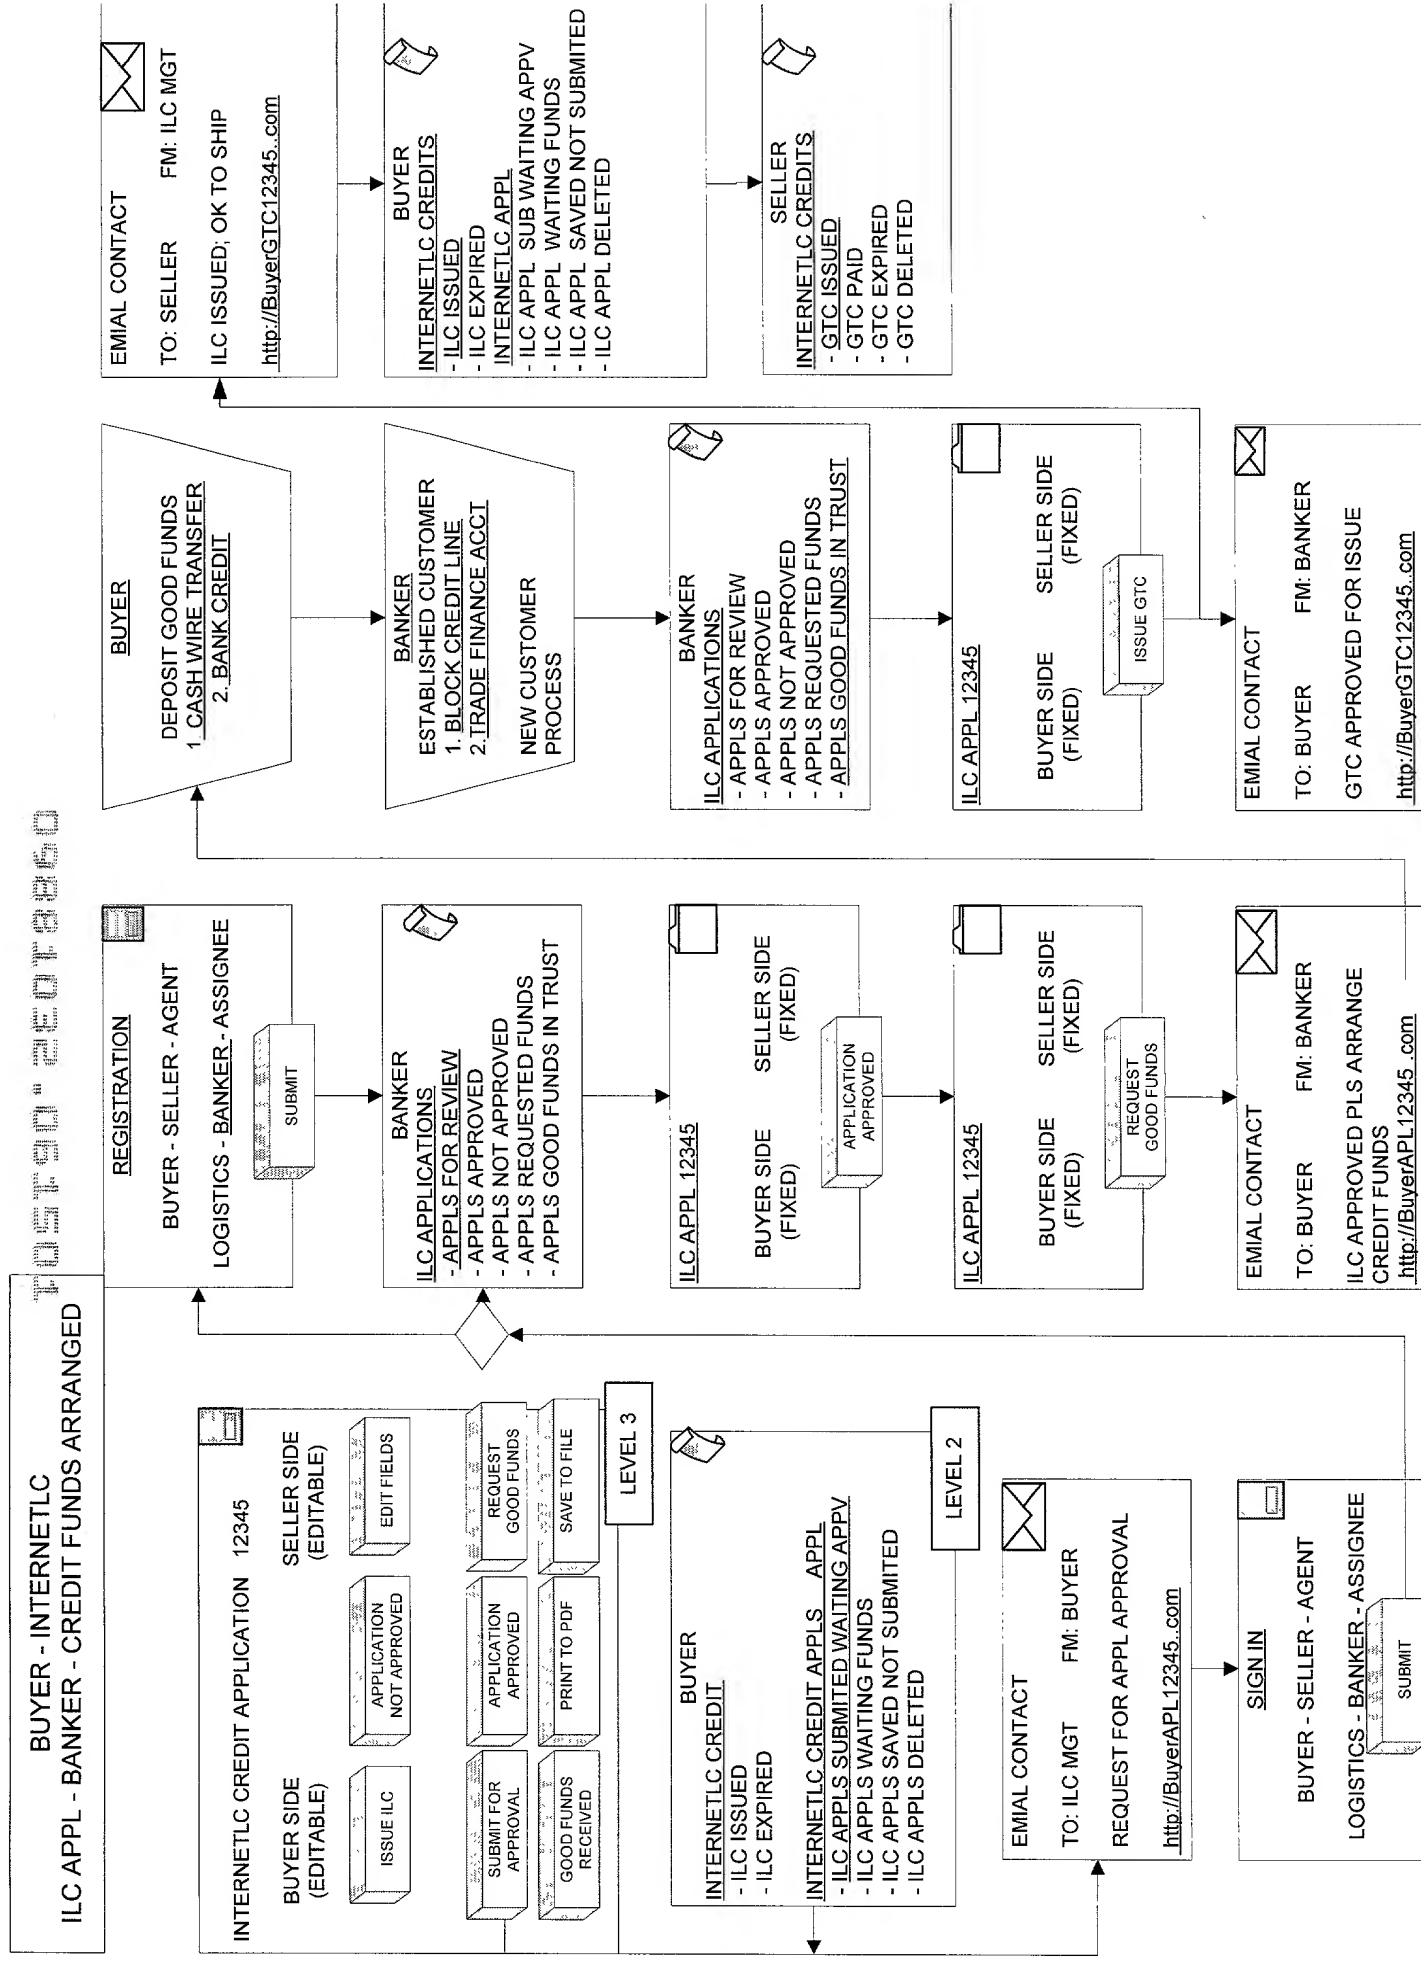 BUYER - INTERNETLC
ILC APPL - BANKER - CREDIT FUNDS ARRANGED
INTERNETLC CREDIT APPLICATION 12345
BUYER SIDE
(EDITABLE)
SELLER SIDE
(EDITABLE)
ISSUE ILC
APPLICATION
NOT APPROVED
EDIT FIELDS
SUBMIT FOR
APPROVAL
APPLICATION
APPROVED
REQUEST
GOOD FUNDS
GOOD FUNDS
RECEIVED
PRINT TO PDF
SAVE TO FILE
LEVEL 3
BUYER
INTERNETLC CREDIT
- ILC ISSUED
- ILC EXPIRED
INTERNETLC CREDIT APPLS APPL
- ILC APPLS SUBMITED WAITING APPV
- ILC APPLS WAITING FUNDS
- ILC APPLS SAVED NOT SUBMITED
- ILC APPLS DELETED
LEVEL 2
EMIAL CONTACT
TO: ILC MGT FM: BUYER
REQUEST FOR APPL APPROVAL
http://BuyerAPL12345..com
SIGN IN
BUYER - SELLER - AGENT
LOGISTICS - BANKER - ASSIGNEE
SUBMIT
REGISTRATION
BUYER - SELLER - AGENT
LOGISTICS - BANKER - ASSIGNEE
SUBMIT
BANKER
ILC APPLICATIONS
- APPLS FOR REVIEW
- APPLS APPROVED
- APPLS NOT APPROVED
- APPLS REQUESTED FUNDS
- APPLS GOOD FUNDS IN TRUST
ILC APPL 12345
BUYER SIDE
(FIXED)
SELLER SIDE
(FIXED)
APPLICATION
APPROVED
ILC APPL 12345
BUYER SIDE
(FIXED)
SELLER SIDE
(FIXED)
REQUEST
GOOD FUNDS
EMIAL CONTACT
TO: BUYER FM: BANKER
ILC APPROVED PLS ARRANGE
CREDIT FUNDS
http://BuyerAPL12345 .com
BUYER
DEPOSIT GOOD FUNDS
1. CASH WIRE TRANSFER
2. BANK CREDIT
BANKER
ESTABLISHED CUSTOMER
1. BLOCK CREDIT LINE
2.TRADE FINANCE ACCT
NEW CUSTOMER
PROCESS
BANKER
ILC APPLICATIONS
- APPLS FOR REVIEW
- APPLS APPROVED
- APPLS NOT APPROVED
- APPLS REQUESTED FUNDS
- APPLS GOOD FUNDS IN TRUST
ILC APPL 12345
BUYER SIDE
(FIXED)
SELLER SIDE
(FIXED)
ISSUE GTC
EMIAL CONTACT
TO: BUYER FM: BANKER
GTC APPROVED FOR ISSUE
http://BuyerGTC12345..com
EMIAL CONTACT
TO: SELLER FM: ILC MGT
ILC ISSUED; OK TO SHIP
http://BuyerGTC12345..com
BUYER
INTERNETLC CREDITS
- ILC ISSUED
- ILC EXPIRED
INTERNETLC APPL
- ILC APPL SUB WAITING APPV
- ILC APPL WAITING FUNDS
- ILC APPL SAVED NOT SUBMITED
- ILC APPL DELETED
SELLER
INTERNETLC CREDITS
- GTC ISSUED
- GTC PAID
- GTC EXPIRED
- GTC DELETED